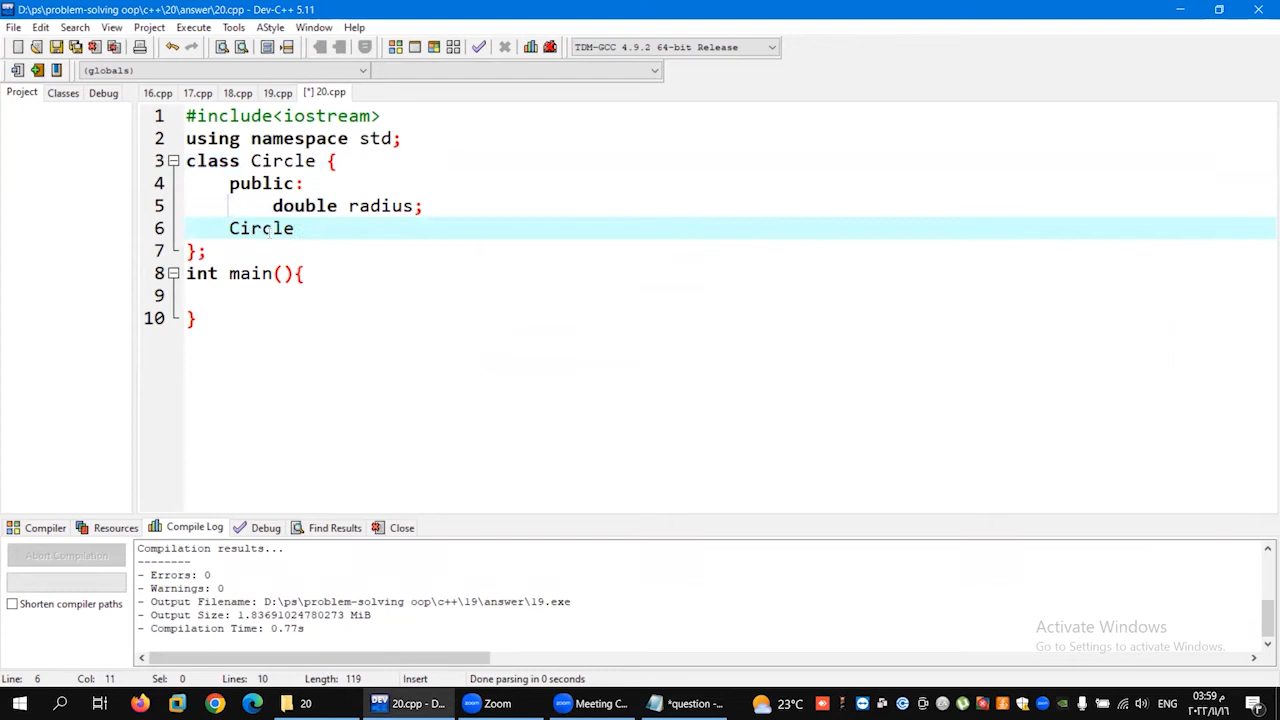 D:\ps\problem-solving oop\c++\20\answer\20.cpp - Dev-C++ 5.11
File Edit Search View Project Execute Tools AStyle Window Help
TDM-GCC 4.9.2 64-bit Release
(globals)
Project Classes Debug 16.cpp 17.cpp 18.cpp 19.cpp [*] 20.cpp
1 #include<iostream>
2 using namespace std;
3 class Circle {
4 public:
5 double radius;
6 Circle
7 };
8 int main(){
9
10 }
Compiler Resources Compile Log Debug Find Results Close
Abort Compilation
Shorten compiler paths
Compilation results...
--------
- Errors: 0
- Warnings: 0
- Output Filename: D:\ps\problem-solving oop\c++\19\answer\19.exe
- Output Size: 1.83691024780273 MiB
- Compilation Time: 0.77s
Activate Windows
Go to Settings to activate Windows.
Line: 6 Col: 11 Sel: 0 Lines: 10 Length: 119 Insert Done parsing in 0 seconds
20 20.cpp - D... Zoom Meeting C... *question -... 23°C ENG
03:59 م